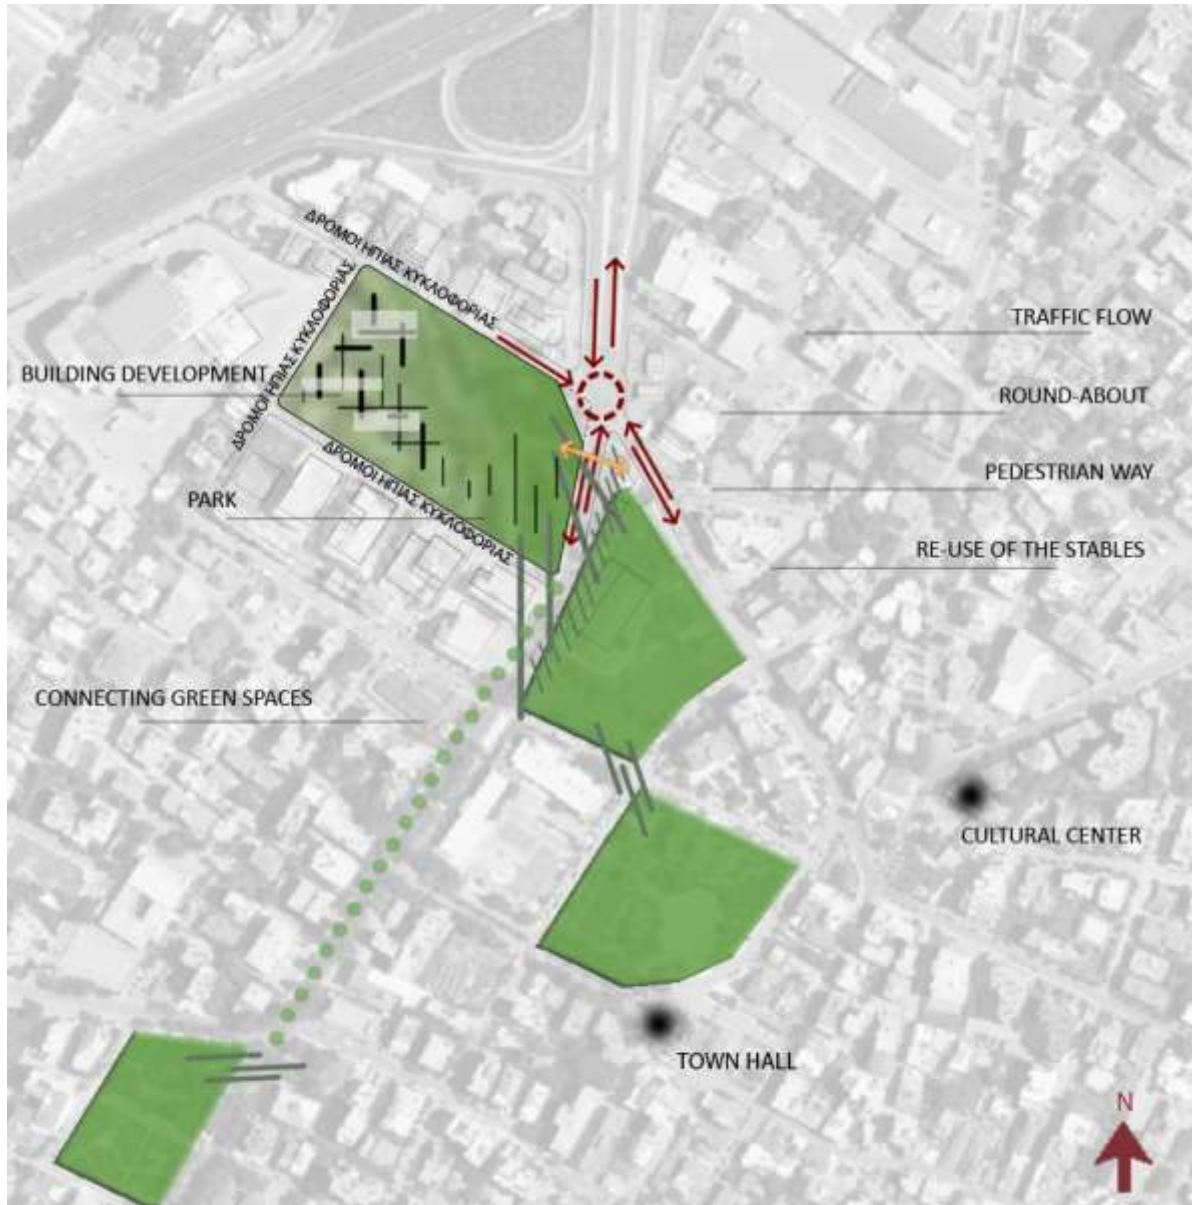 ΔΡΟΜΟΙ ΗΠΙΑΣ ΚΥΚΛΟΦΟΡΙΑΣ
ΔΡΟΜΟΙ ΗΠΙΑΣ ΚΥΚΛΟΦΟΡΙΑΣ
TRAFFIC FLOW
BUILDING DEVELOPMENT
ROUND-ABOUT
ΔΡΟΜΟΙ ΗΠΙΑΣ ΚΥΚΛΟΦΟΡΙΑΣ
PEDESTRIAN WAY
PARK
RE-USE OF THE STABLES
CONNECTING GREEN SPACES
CULTURAL CENTER
TOWN HALL
N